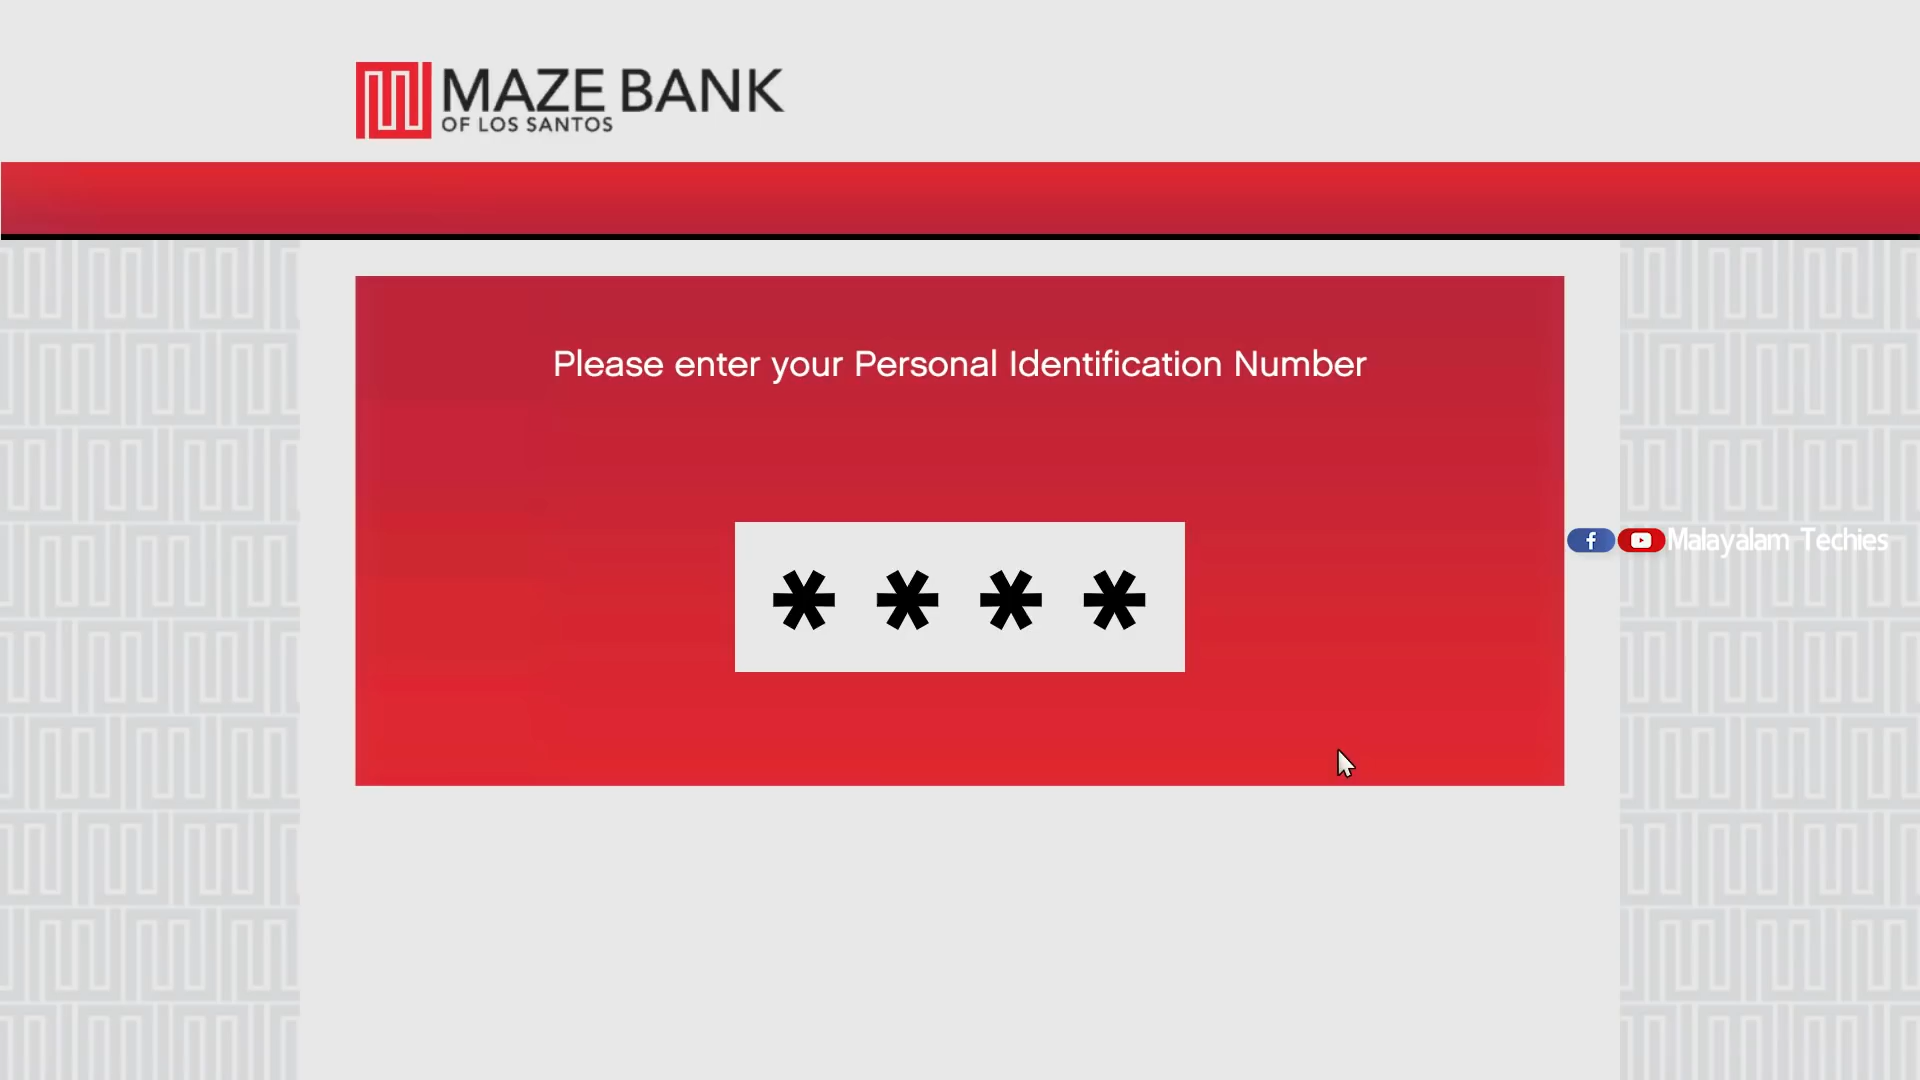 MAZE BANK
OF LOS SANTOS
Please enter your Personal Identification Number
* * * *
Malayalam Techies